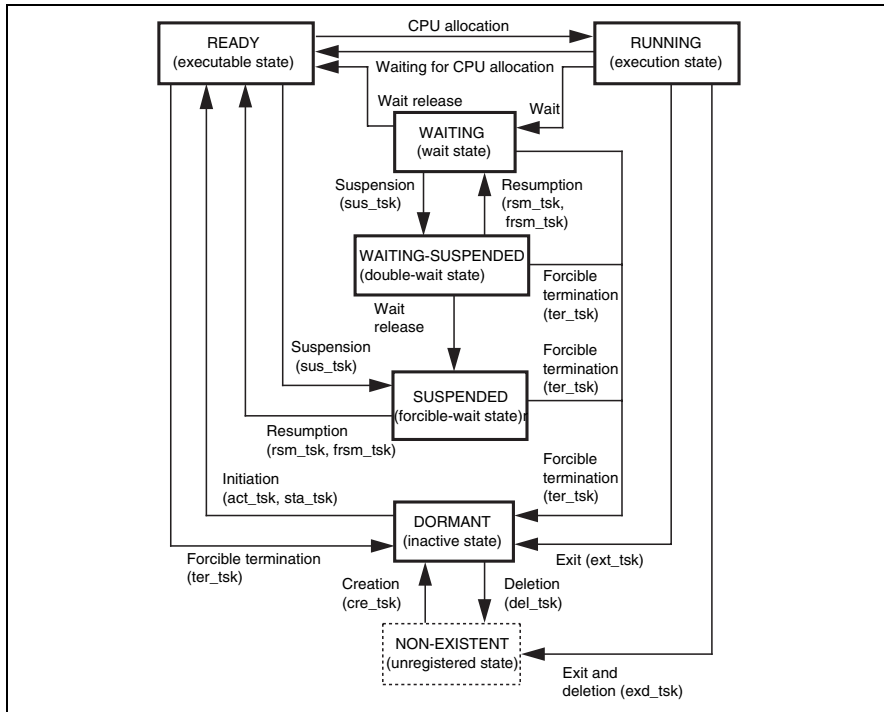 CPU allocation
READY
(executable state)
RUNNING
(execution state)
Waiting for CPU allocation
Wait release
Wait
WAITING
(wait state)
Suspension
(sus_tsk)
Resumption
(rsm_tsk,
frsm_tsk)
WAITING-SUSPENDED
(double-wait state)
Forcible
termination
(ter_tsk)
Wait
release
Suspension
(sus_tsk)
Forcible
termination
(ter_tsk)
SUSPENDED
(forcible-wait state)r
Resumption
(rsm_tsk, frsm_tsk)
Initiation
(act_tsk, sta_tsk)
Forcible
termination
(ter_tsk)
DORMANT
(inactive state)
Forcible termination
(ter_tsk)
Exit (ext_tsk)
Creation
(cre_tsk)
Deletion
(del_tsk)
NON-EXISTENT
(unregistered state)
Exit and
deletion (exd_tsk)